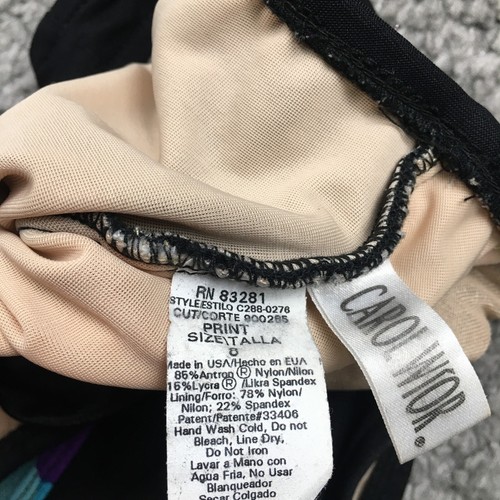 RN 83281
STYLE/ESTILO C288-0276
CUT/CORTE 900285
PRINT
SIZE/TALLA
8
Made in USA/Hecho en EUA
85%Antron® Nylon/Nilon
15%Lycra® /Likra Spandex
Lining/Forro: 78% Nylon/
Nilon; 22% Spandex
Patent/Patente#33406
Hand Wash Cold, Do not
Bleach, Line Dry,
Do Not Iron
Lavar a Mano con
Agua Fria, No Usar
Blanqueador
Secar Colgado
CAROL WIOR®